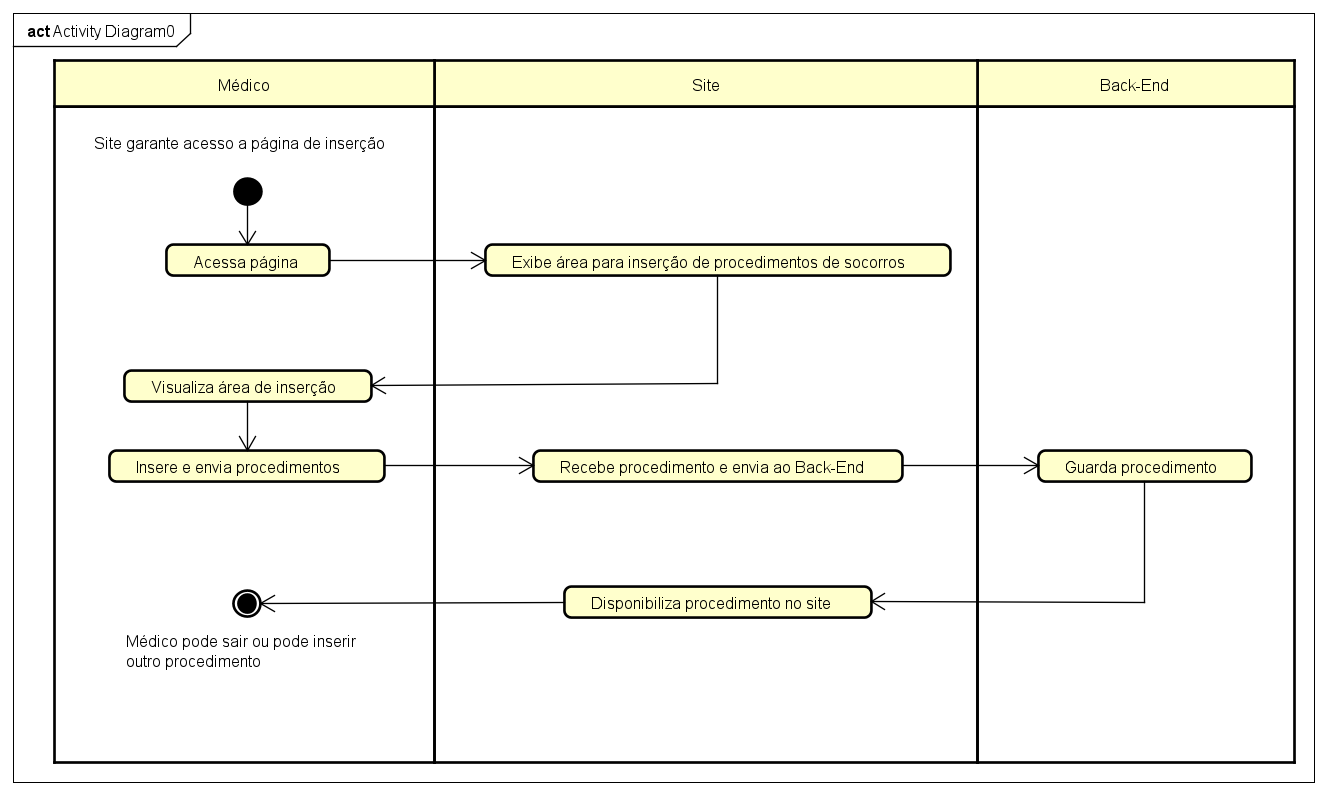 act Activity Diagram0
Médico
Site
Back-End
Site garante acesso a página de inserção
Acessa página
Exibe área para inserção de procedimentos de socorros
Visualiza área de inserção
Insere e envia procedimentos
Recebe procedimento e envia ao Back-End
Guarda procedimento
Disponibiliza procedimento no site
Médico pode sair ou pode inserir
outro procedimento